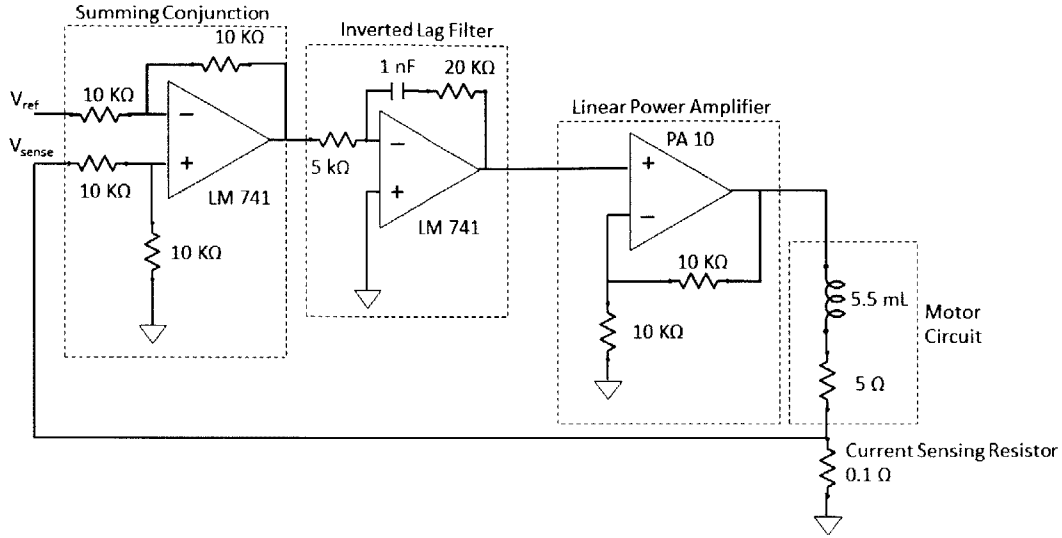 Summing Conjunction
10 KΩ
Inverted Lag Filter
1 nF
20 KΩ
Linear Power Amplifier
PA 10
V_ref
10 KΩ
V_sense
10 KΩ
LM 741
5 kΩ
LM 741
10 KΩ
10 KΩ
10 KΩ
5.5 mL
Motor
Circuit
5 Ω
Current Sensing Resistor
0.1 Ω